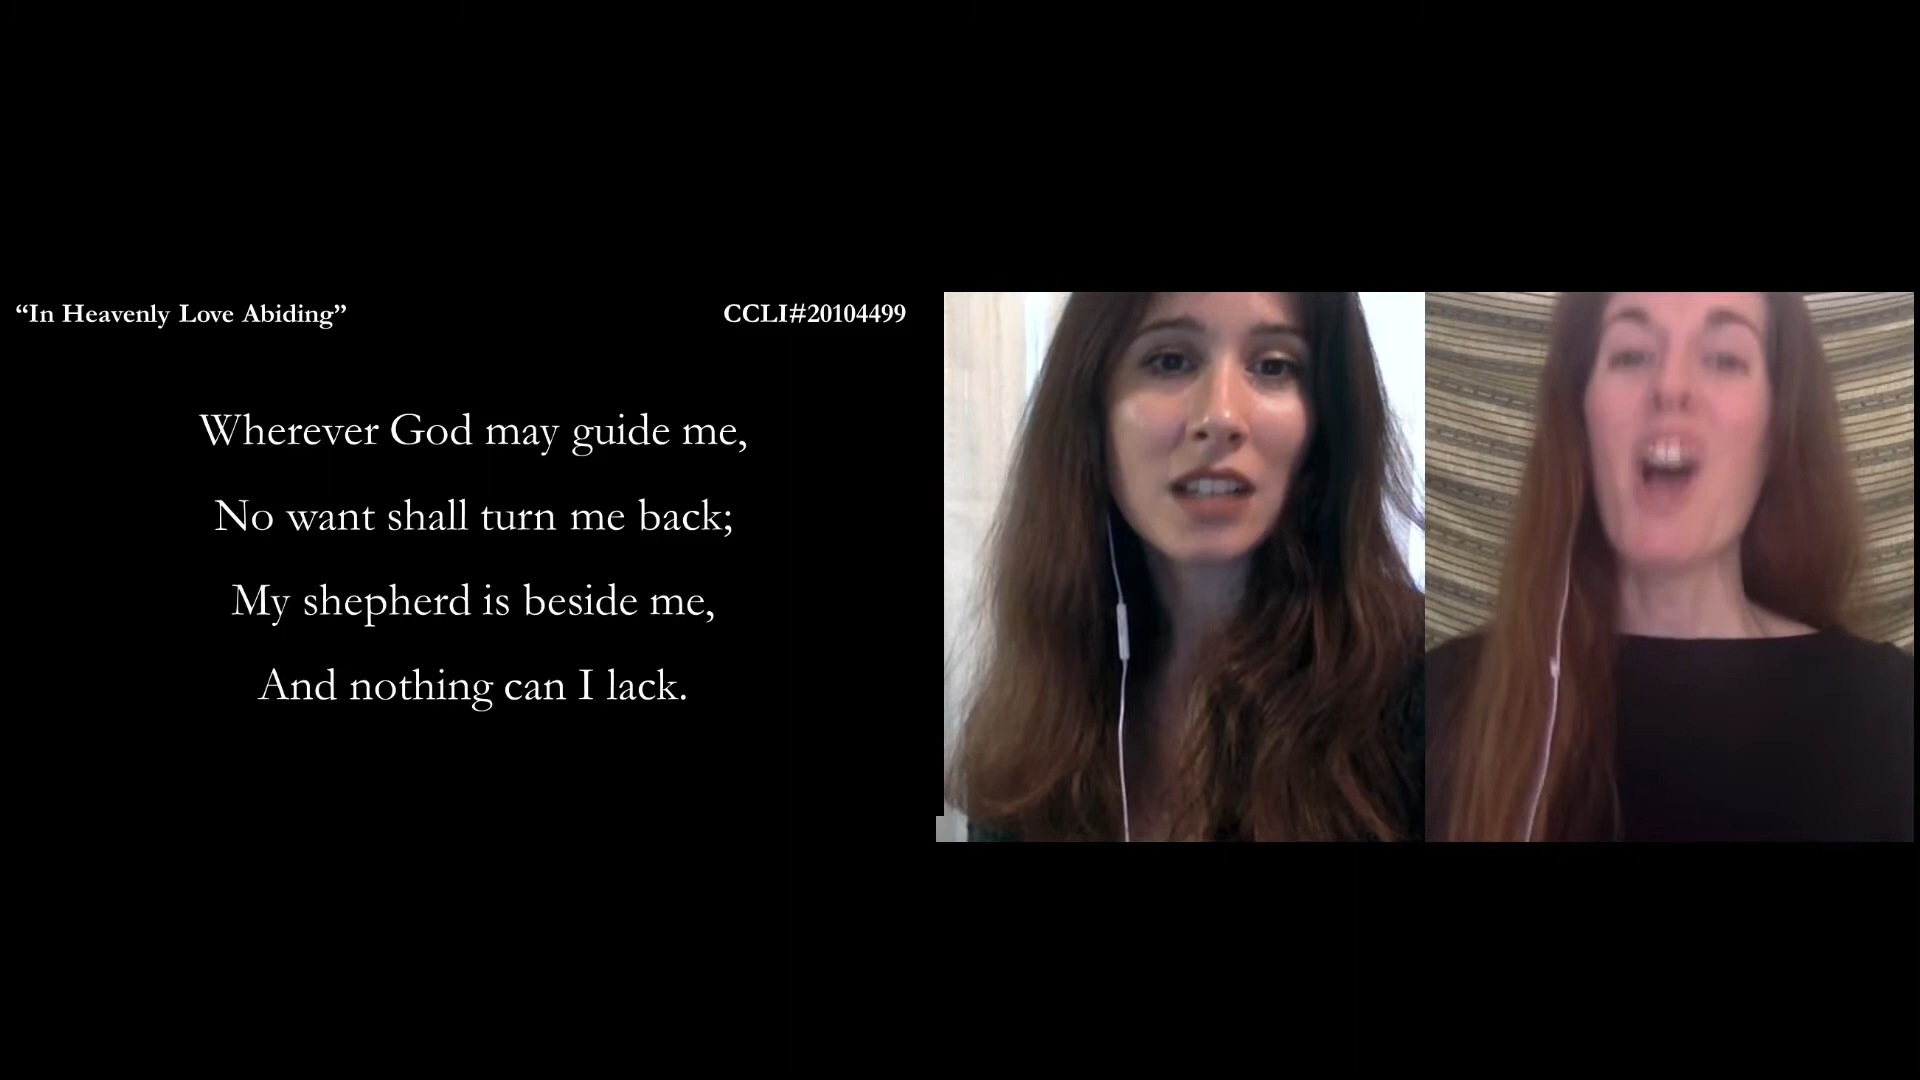 “In Heavenly Love Abiding” CCLI#20104499
Wherever God may guide me,
No want shall turn me back;
My shepherd is beside me,
And nothing can I lack.